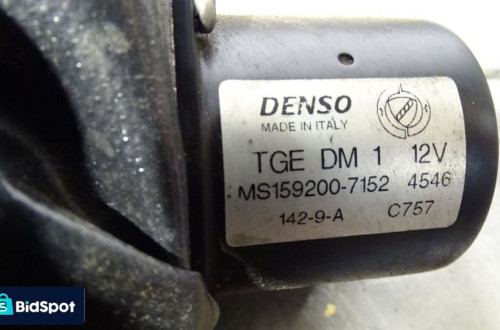 DENSO
MADE IN ITALY
TGE DM 1 12V
MS159200-7152 4546
142-9-A C757
BidSpot